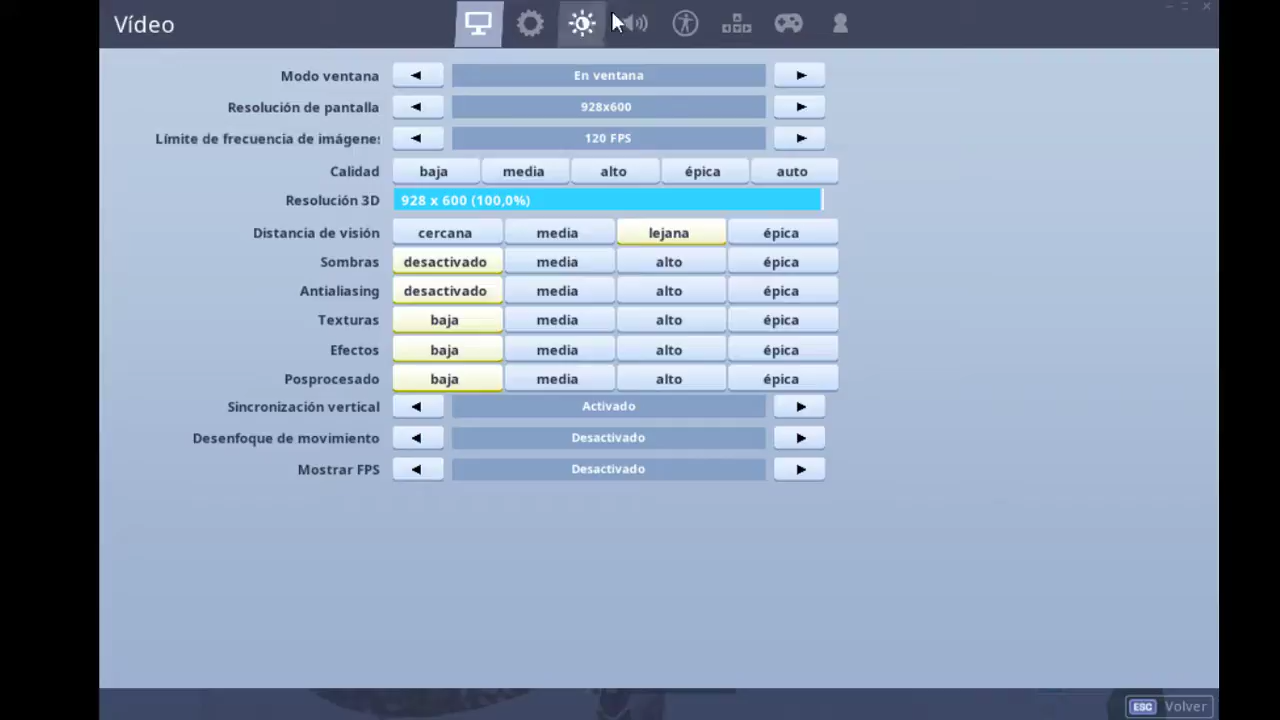 Vídeo
Modo ventana ◄ En ventana ►
Resolución de pantalla ◄ 928x600 ►
Límite de frecuencia de imágenes ◄ 120 FPS ►
Calidad baja media alto épica auto
Resolución 3D 928 x 600 (100,0%)
Distancia de visión cercana media lejana épica
Sombras desactivado media alto épica
Antialiasing desactivado media alto épica
Texturas baja media alto épica
Efectos baja media alto épica
Posprocesado baja media alto épica
Sincronización vertical ◄ Activado ►
Desenfoque de movimiento ◄ Desactivado ►
Mostrar FPS ◄ Desactivado ►
ESC Volver